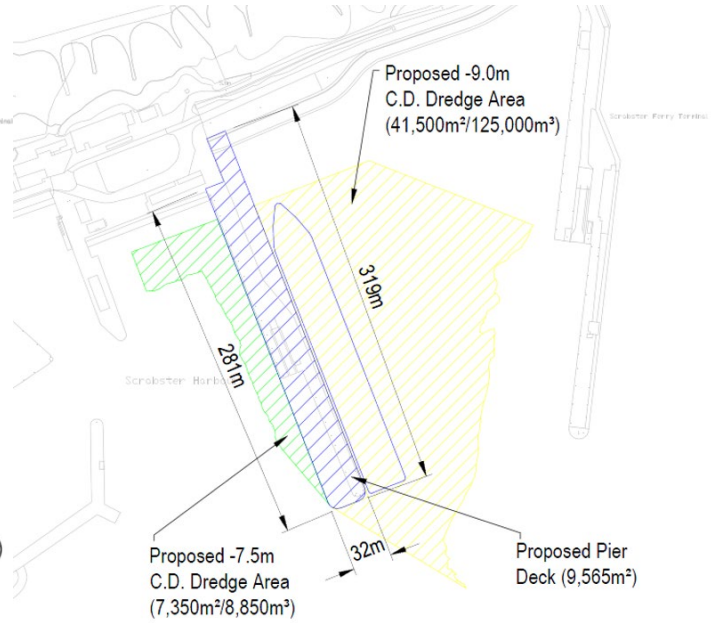 Proposed -9.0m
C.D. Dredge Area
(41,500m²/125,000m³)
Scrabster Ferry Terminal
319m
281m
Scrabster Harbo
32m
Proposed -7.5m
C.D. Dredge Area
(7,350m²/8,850m³)
Proposed Pier
Deck (9,565m²)